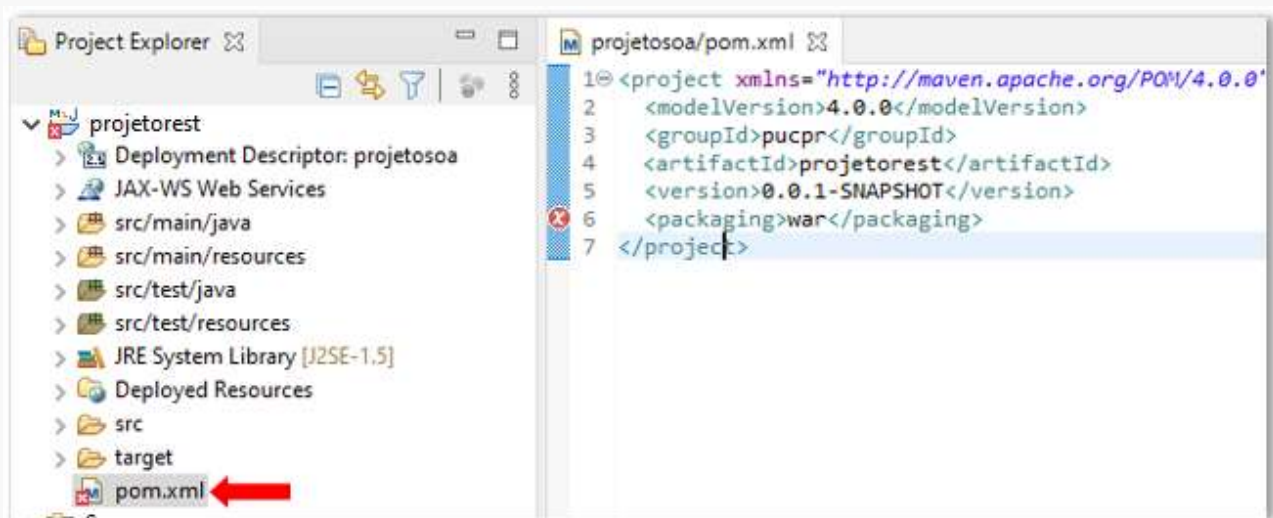 Project Explorer
projetorest
Deployment Descriptor: projetosoa
JAX-WS Web Services
src/main/java
src/main/resources
src/test/java
src/test/resources
JRE System Library [J2SE-1.5]
Deployed Resources
src
target
pom.xml
projetosoa/pom.xml
1 <project xmlns="http://maven.apache.org/POM/4.0.0"
2 <modelVersion>4.0.0</modelVersion>
3 <groupId>pucpr</groupId>
4 <artifactId>projetorest</artifactId>
5 <version>0.0.1-SNAPSHOT</version>
6 <packaging>war</packaging>
7 </project>